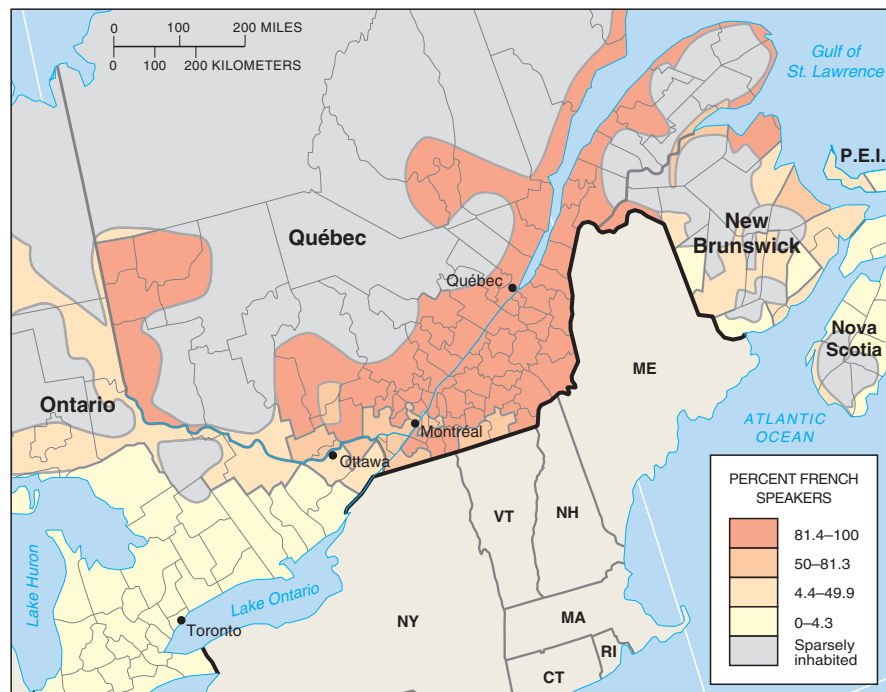 0 100 200 MILES
0 100 200 KILOMETERS
Gulf of
St. Lawrence
P.E.I.
Québec
New
Brunswick
Québec
Nova
Scotia
ME
Ontario
Montréal
ATLANTIC
OCEAN
Ottawa
VT
NH
Lake Huron
Lake Ontario
Toronto
NY
MA
RI
CT
PERCENT FRENCH
SPEAKERS
81.4–100
50–81.3
4.4–49.9
0–4.3
Sparsely
inhabited